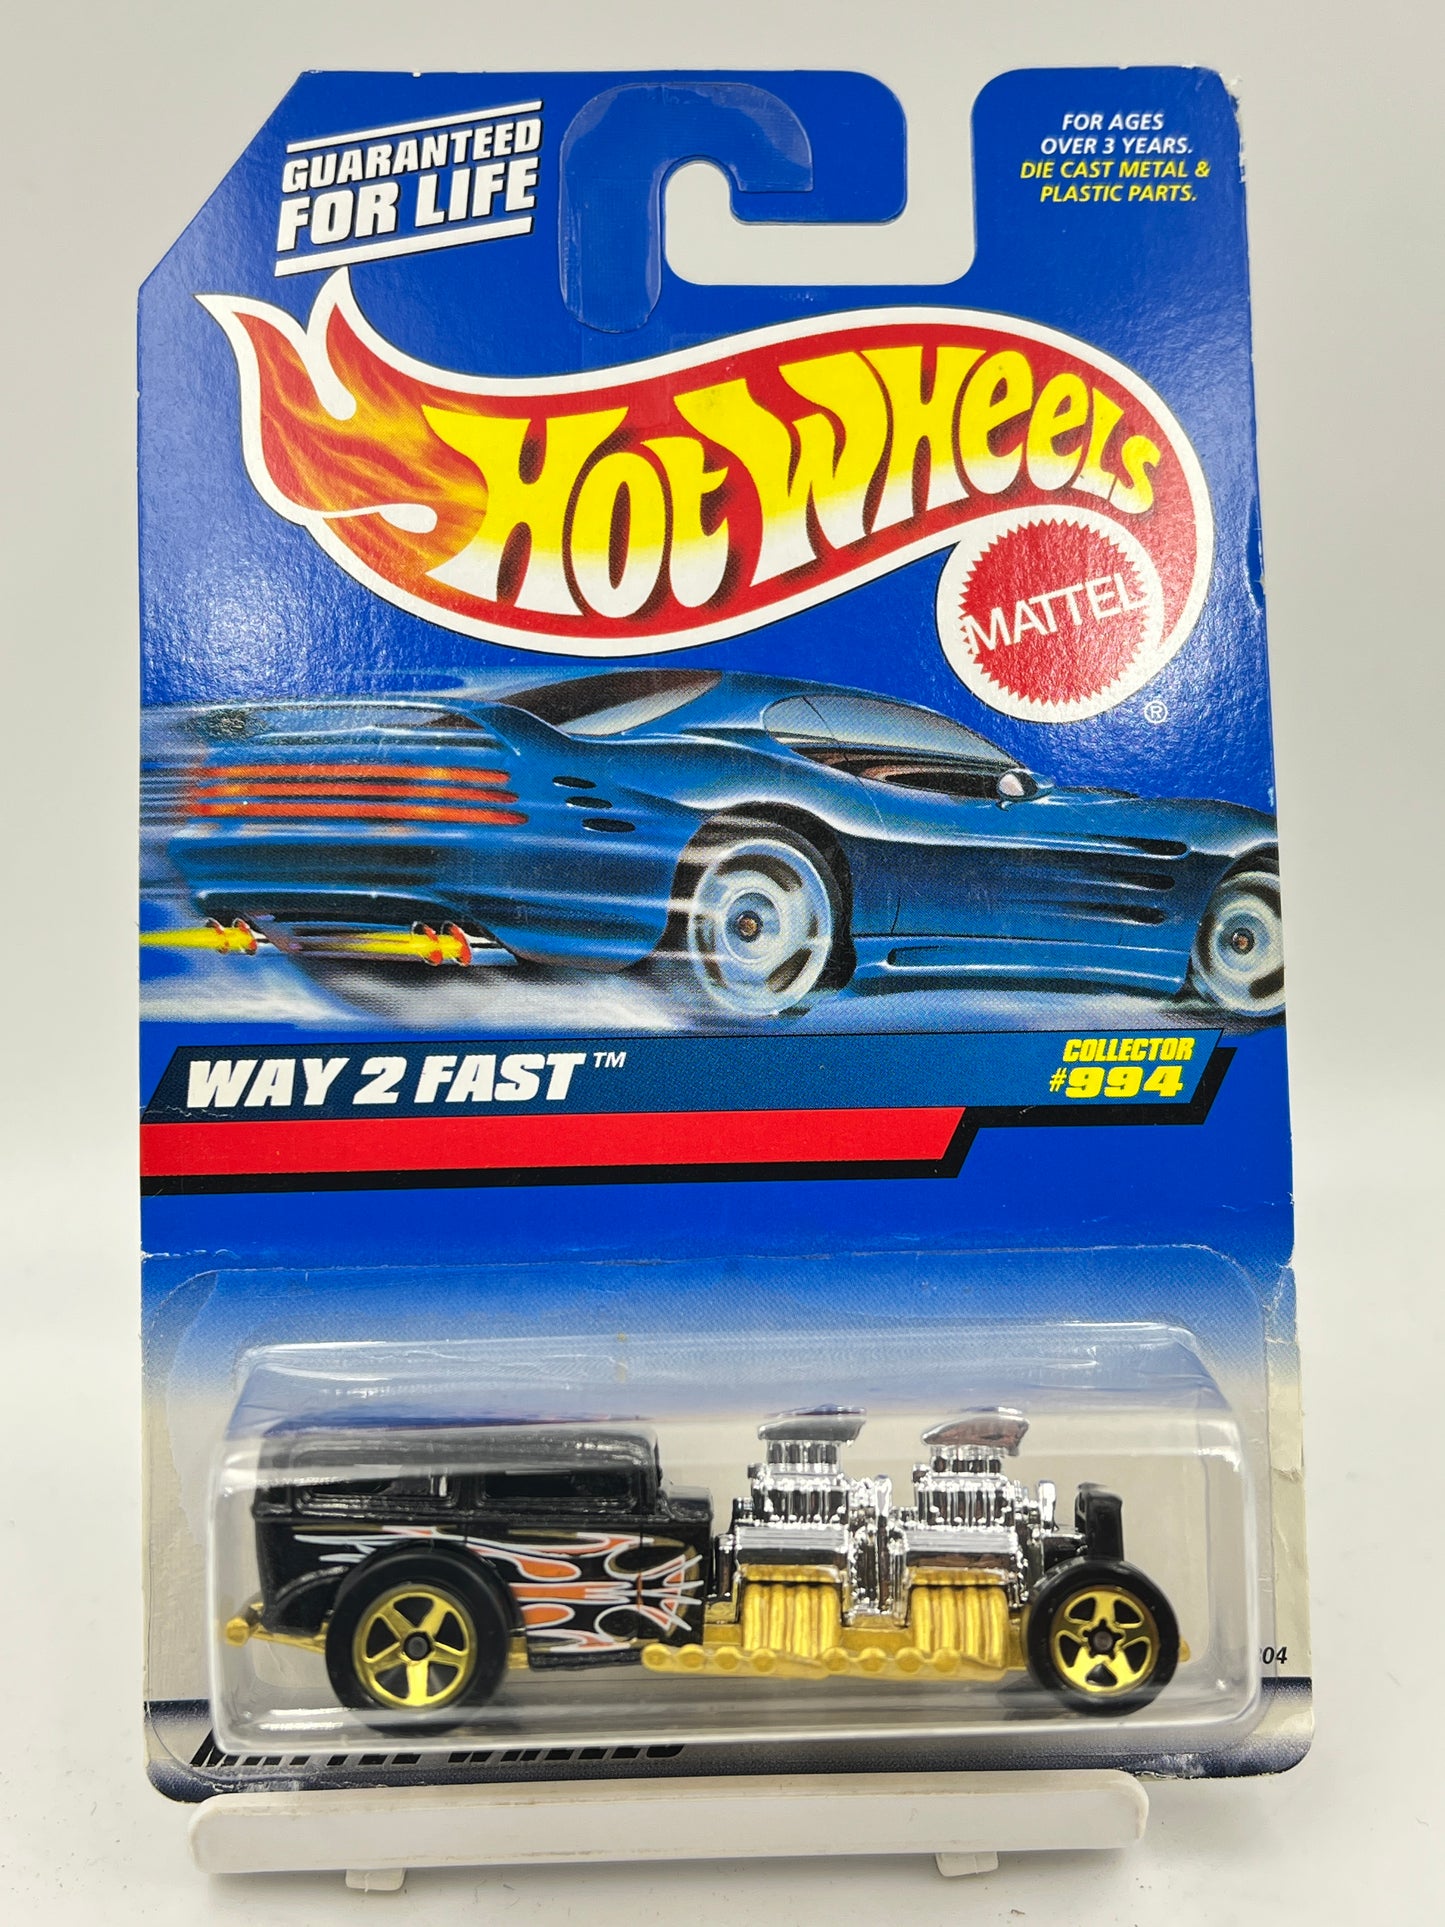 GUARANTEED
FOR LIFE
FOR AGES
OVER 3 YEARS.
DIE CAST METAL &
PLASTIC PARTS.
HOT WHEELS
MATTEL
®
WAY 2 FAST™
COLLECTOR
#994